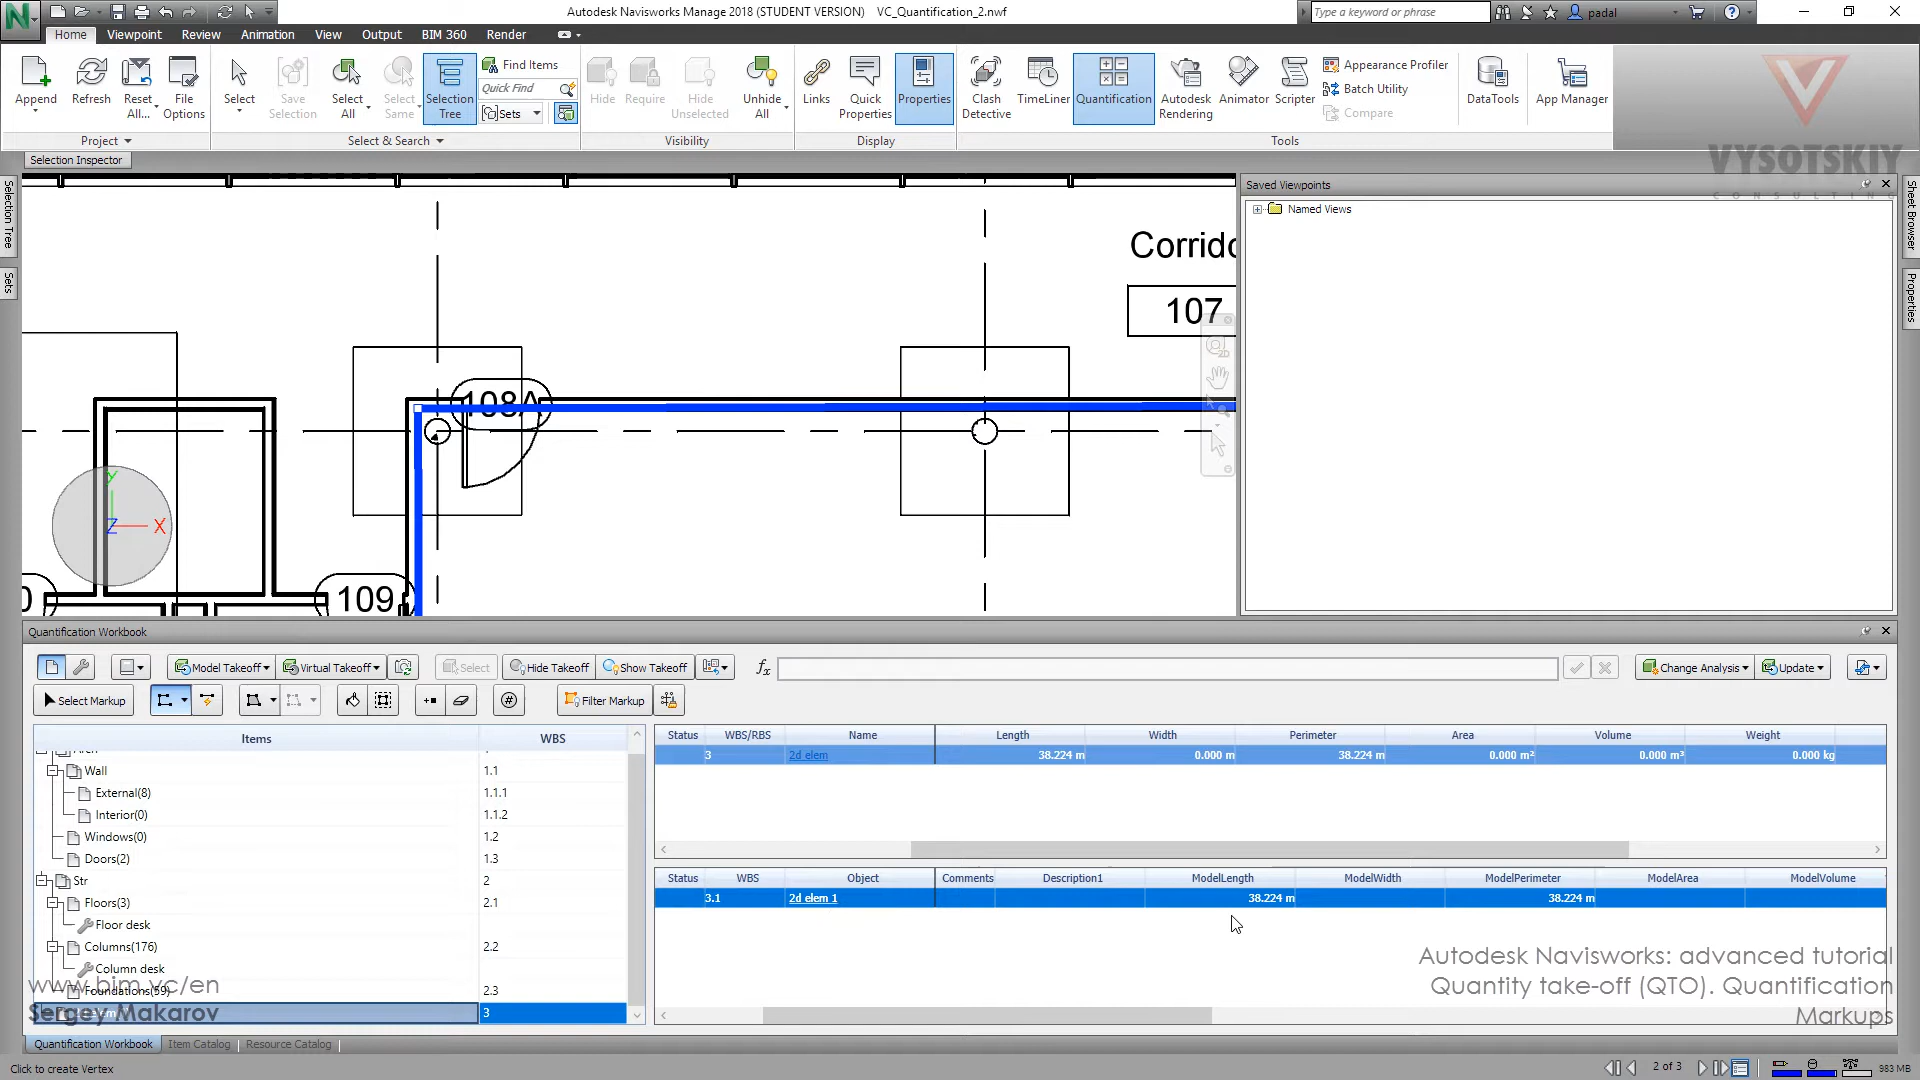 Autodesk Navisworks Manage 2018 (STUDENT VERSION) VC_Quantification_2.nwf
Type a keyword or phrase
padal
Home Viewpoint Review Animation View Output BIM 360 Render
Append
Refresh
Reset All...
File Options
Select
Save Selection
Select All
Select Same
Selection Tree
Find Items
Quick Find
Sets
Hide
Require
Hide Unselected
Unhide All
Links
Quick Properties
Properties
Clash Detective
TimeLiner
Quantification
Autodesk Rendering
Animator
Scripter
Appearance Profiler
Batch Utility
Compare
DataTools
App Manager
Project
Select & Search
Visibility
Display
Tools
VYSOTSKIY
CONSULTING
Selection Inspector
Selection Tree
Sets
Saved Viewpoints
Named Views
Sheet Browser
Properties
107
108A
109
Y
Z X
Quantification Workbook
Model Takeoff
Virtual Takeoff
Select
Hide Takeoff
Show Takeoff
fx
Change Analysis
Update
Select Markup
Filter Markup
Items WBS
Wall 1.1
External(8) 1.1.1
Interior(0) 1.1.2
Windows(0) 1.2
Doors(2) 1.3
Str 2
Floors(3) 2.1
Floor desk
Columns(176) 2.2
Column desk
Foundations(59) 2.3
3
Status WBS/RBS Name Length Width Perimeter Area Volume Weight
3 2d elem 38.224 m 0.000 m 38.224 m 0.000 m² 0.000 m³ 0.000 kg
Status WBS Object Comments Description1 ModelLength ModelWidth ModelPerimeter ModelArea ModelVolume
3.1 2d elem 1 38.224 m 38.224 m
www.bim.vc/en
Sergey Makarov
Autodesk Navisworks: advanced tutorial
Quantity take-off (QTO). Quantification
Markups
Quantification Workbook Item Catalog Resource Catalog
Click to create Vertex
2 of 3
983 MB